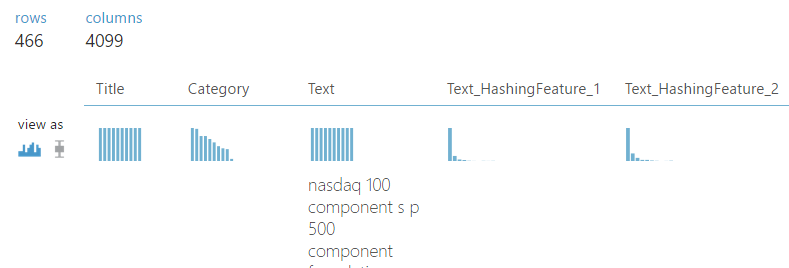 rows columns
466 4099
Title Category Text Text_HashingFeature_1 Text_HashingFeature_2
view as
nasdaq 100
component s p
500
component